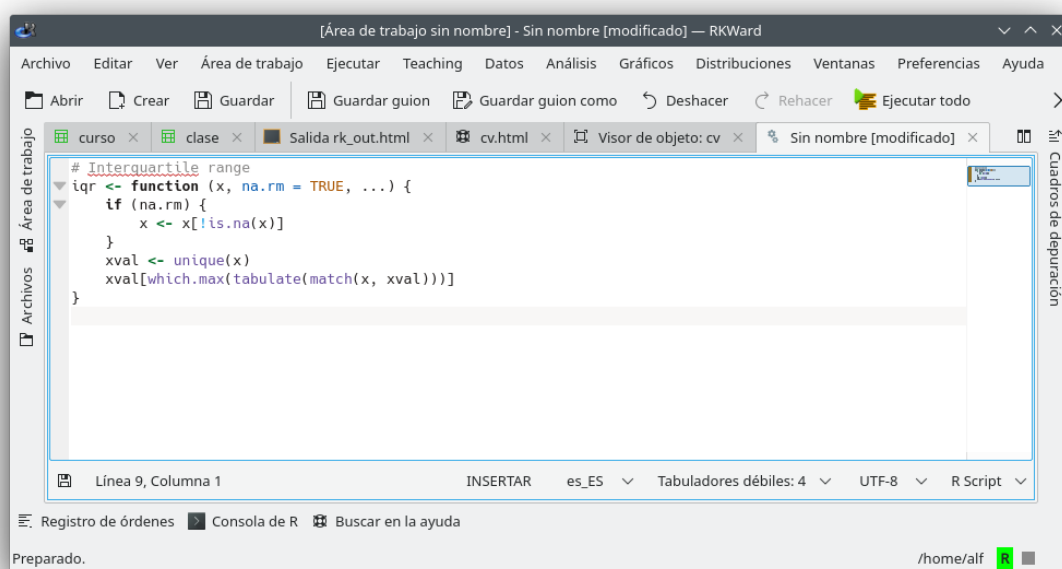 [Área de trabajo sin nombre] - Sin nombre [modificado] — RKWard
Archivo Editar Ver Área de trabajo Ejecutar Teaching Datos Análisis Gráficos Distribuciones Ventanas Preferencias Ayuda
Abrir Crear Guardar Guardar guion Guardar guion como Deshacer Rehacer Ejecutar todo
curso clase Salida rk_out.html cv.html Visor de objeto: cv Sin nombre [modificado]
Área de trabajo
Archivos
# Interquartile range
iqr <- function (x, na.rm = TRUE, ...) {
    if (na.rm) {
        x <- x[!is.na(x)]
    }
    xval <- unique(x)
    xval[which.max(tabulate(match(x, xval)))]
}
Cuadros de depuración
Línea 9, Columna 1 INSERTAR es_ES Tabuladores débiles: 4 UTF-8 R Script
Registro de órdenes Consola de R Buscar en la ayuda
Preparado. /home/alf R